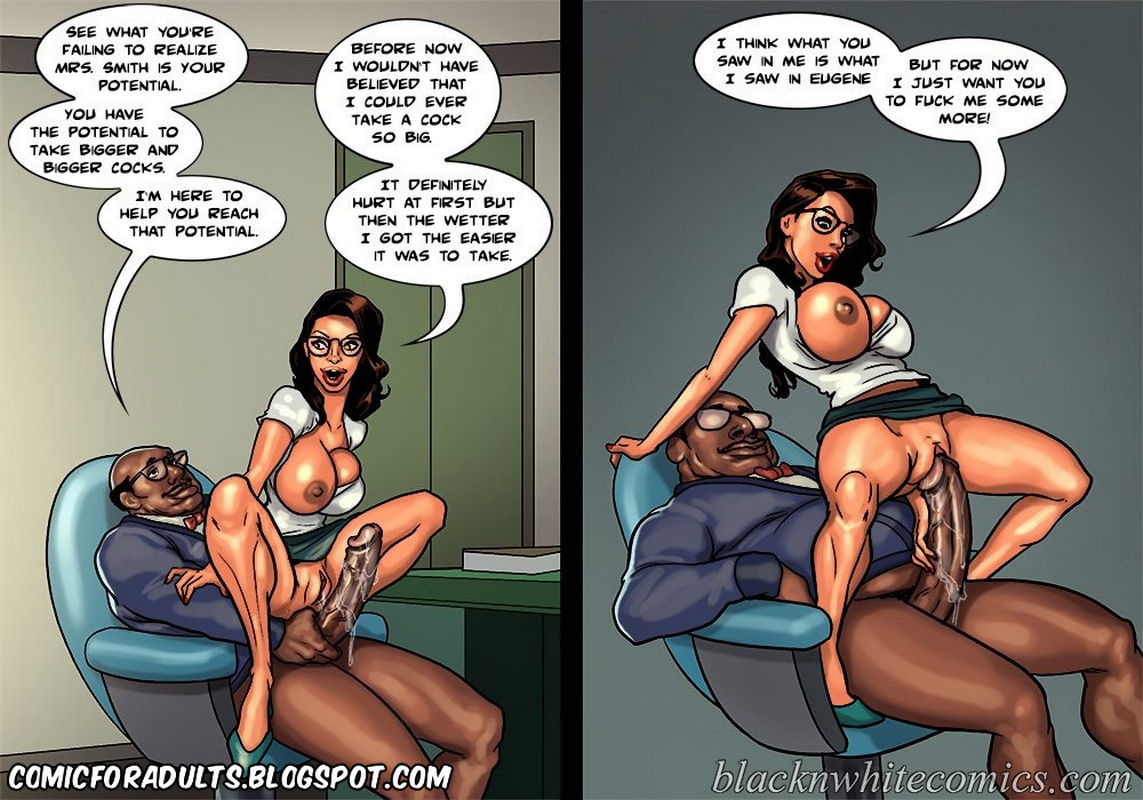 SEE WHAT YOU'RE
FAILING TO REALIZE
MRS. SMITH IS YOUR
POTENTIAL.
YOU HAVE
THE POTENTIAL TO
TAKE BIGGER AND
BIGGER COCKS.
I'M HERE TO
HELP YOU REACH
THAT POTENTIAL.
BEFORE NOW
I WOULDN'T HAVE
BELIEVED THAT
I COULD EVER
TAKE A COCK
SO BIG.
IT DEFINITELY
HURT AT FIRST BUT
THEN THE WETTER
I GOT THE EASIER
IT WAS TO TAKE.
I THINK WHAT YOU
SAW IN ME IS WHAT
I SAW IN EUGENE
BUT FOR NOW
I JUST WANT YOU
TO FUCK ME SOME
MORE!
COMICFORADULTS.BLOGSPOT.COM
blacknwhitecomics.com